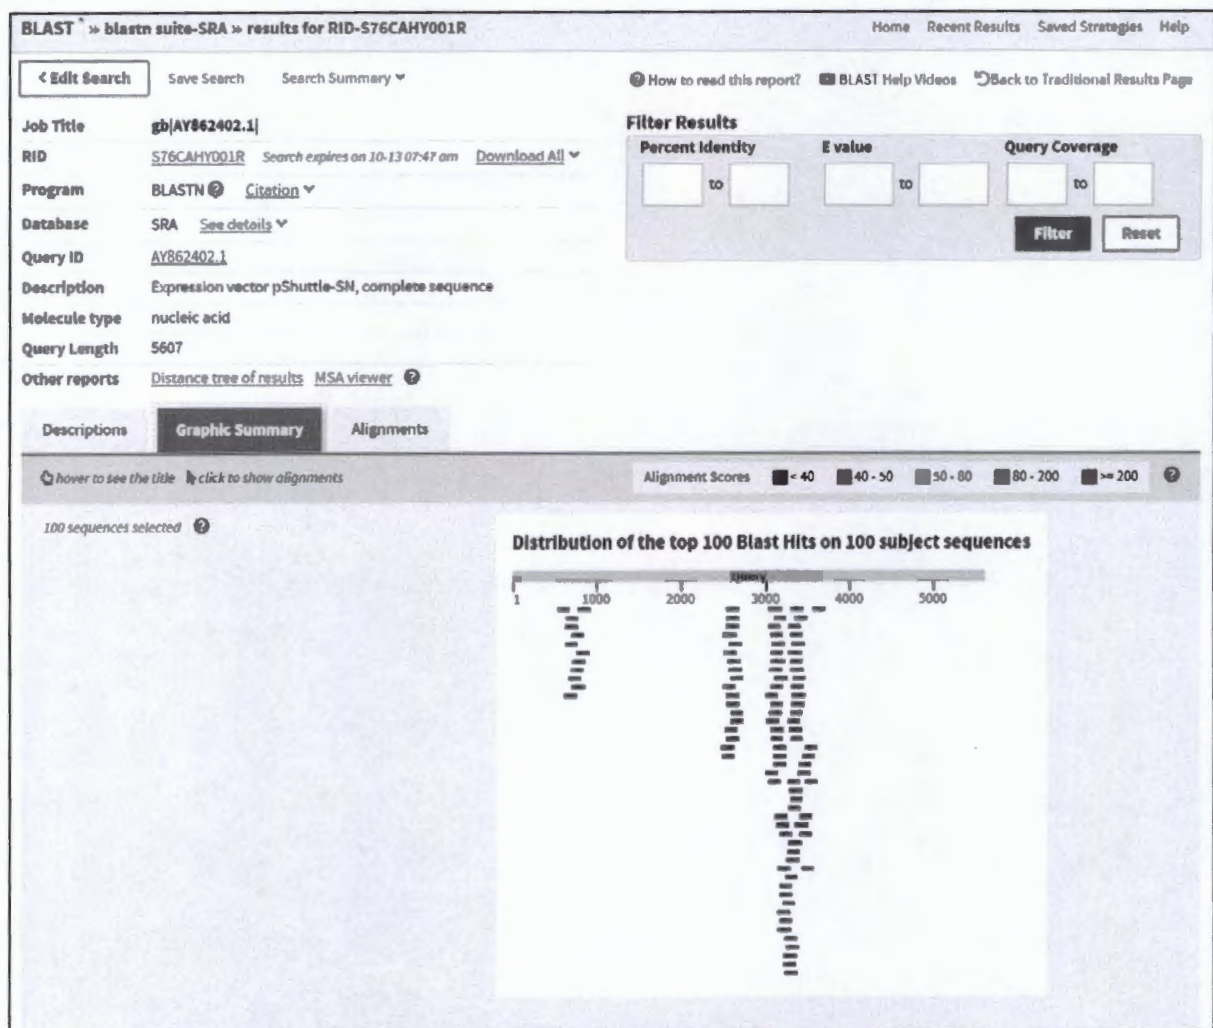 BLAST ® » blastn suite-SRA » results for RID-S76CAHY001R
Home Recent Results Saved Strategies Help
< Edit Search Save Search Search Summary
How to read this report? BLAST Help Videos Back to Traditional Results Page
Job Title gb|AY862402.1|
RID S76CAHY001R Search expires on 10-13 07:47 am Download All
Program BLASTN Citation
Database SRA See details
Query ID AY862402.1
Description Expression vector pShuttle-SN, complete sequence
Molecule type nucleic acid
Query Length 5607
Other reports Distance tree of results MSA viewer
Filter Results
Percent Identity E value Query Coverage
to to to
Filter Reset
Descriptions Graphic Summary Alignments
hover to see the title click to show alignments
Alignment Scores < 40 40 - 50 50 - 80 80 - 200 >= 200
100 sequences selected
Distribution of the top 100 Blast Hits on 100 subject sequences
Query
1 1000 2000 3000 4000 5000